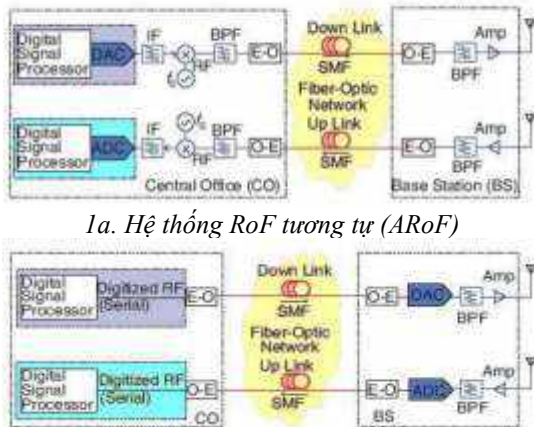 Digital Signal Processor
DAC
IF
RF
BPF
E-O
Down Link
SMF
Fiber-Optic Network
O-E
BPF
Amp
Digital Signal Processor
ADC
IF
RF
BPF
O-E
Up Link
SMF
E-O
BPF
Amp
Central Office (CO)
Base Station (BS)
1a. Hệ thống RoF tương tự (ARoF)
Digital Signal Processor
Digitized RF (Serial)
E-O
Down Link
SMF
Fiber-Optic Network
O-E
DAC
BPF
Amp
Digital Signal Processor
Digitized RF (Serial)
O-E
Up Link
SMF
E-O
ADC
BPF
Amp
CO
BS